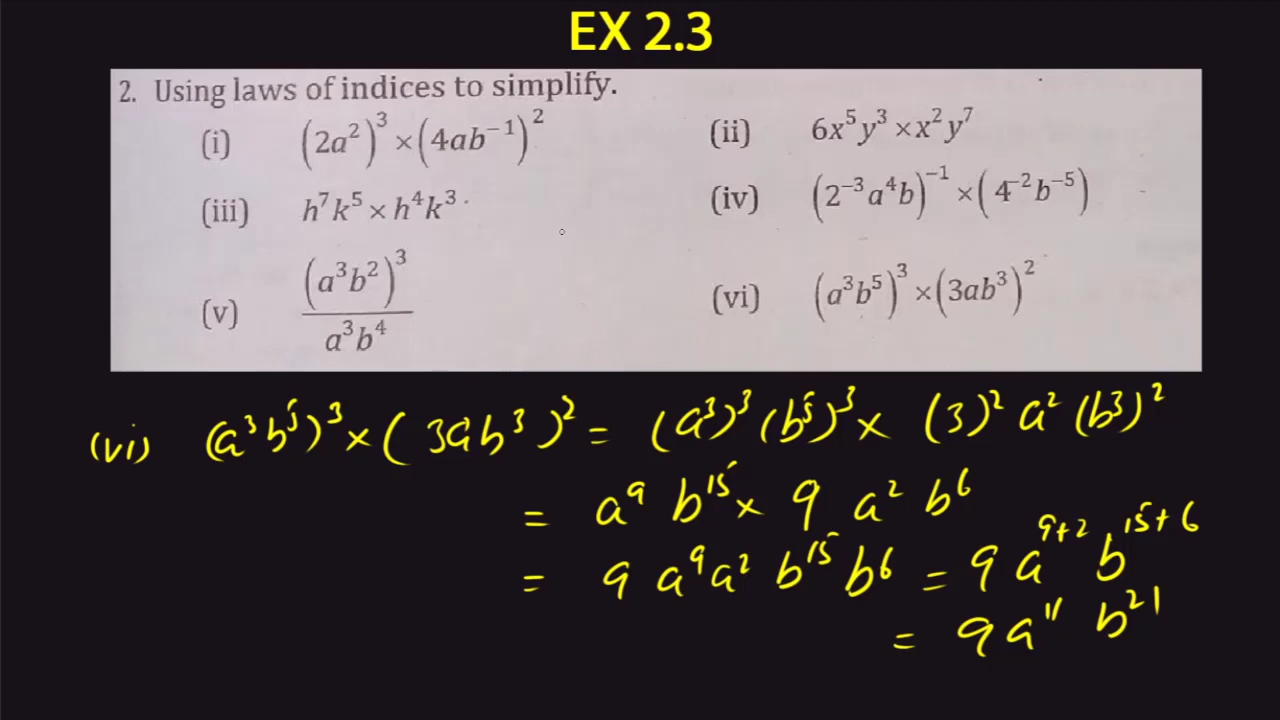 EX 2.3
2. Using laws of indices to simplify.
(i) (2a²)³ × (4ab⁻¹)² (ii) 6x⁵y³ × x²y⁷
(iii) h⁷k⁵ × h⁴k³ (iv) (2⁻³a⁴b)⁻¹ × (4⁻²b⁻⁵)
(v) (a³b²)³ / a³b⁴ (vi) (a³b⁵)³ × (3ab³)²
(vi) (a³b⁵)³ × (3ab³)² = (a³)³ (b⁵)³ × (3)² a² (b³)²
= a⁹ b¹⁵ × 9 a² b⁶
= 9 a⁹a² b¹⁵ b⁶ = 9 a⁹⁺² b¹⁵⁺⁶
= 9a¹¹ b²¹